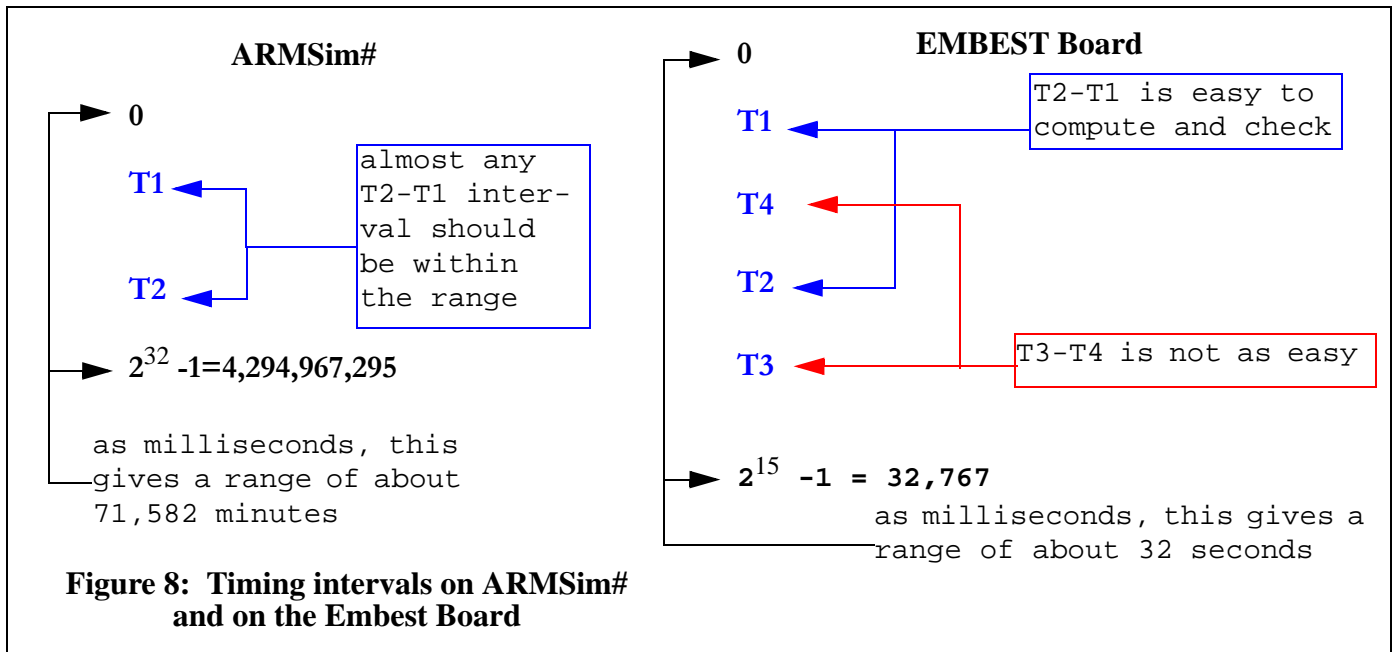 ARMSim#
0
T1
T2
almost any
T2-T1 inter-
val should
be within
the range
2^32 -1=4,294,967,295
as milliseconds, this
gives a range of about
71,582 minutes
EMBEST Board
0
T1
T4
T2
T3
T2-T1 is easy to
compute and check
T3-T4 is not as easy
2^15 -1 = 32,767
as milliseconds, this gives a
range of about 32 seconds
Figure 8: Timing intervals on ARMSim#
and on the Embest Board